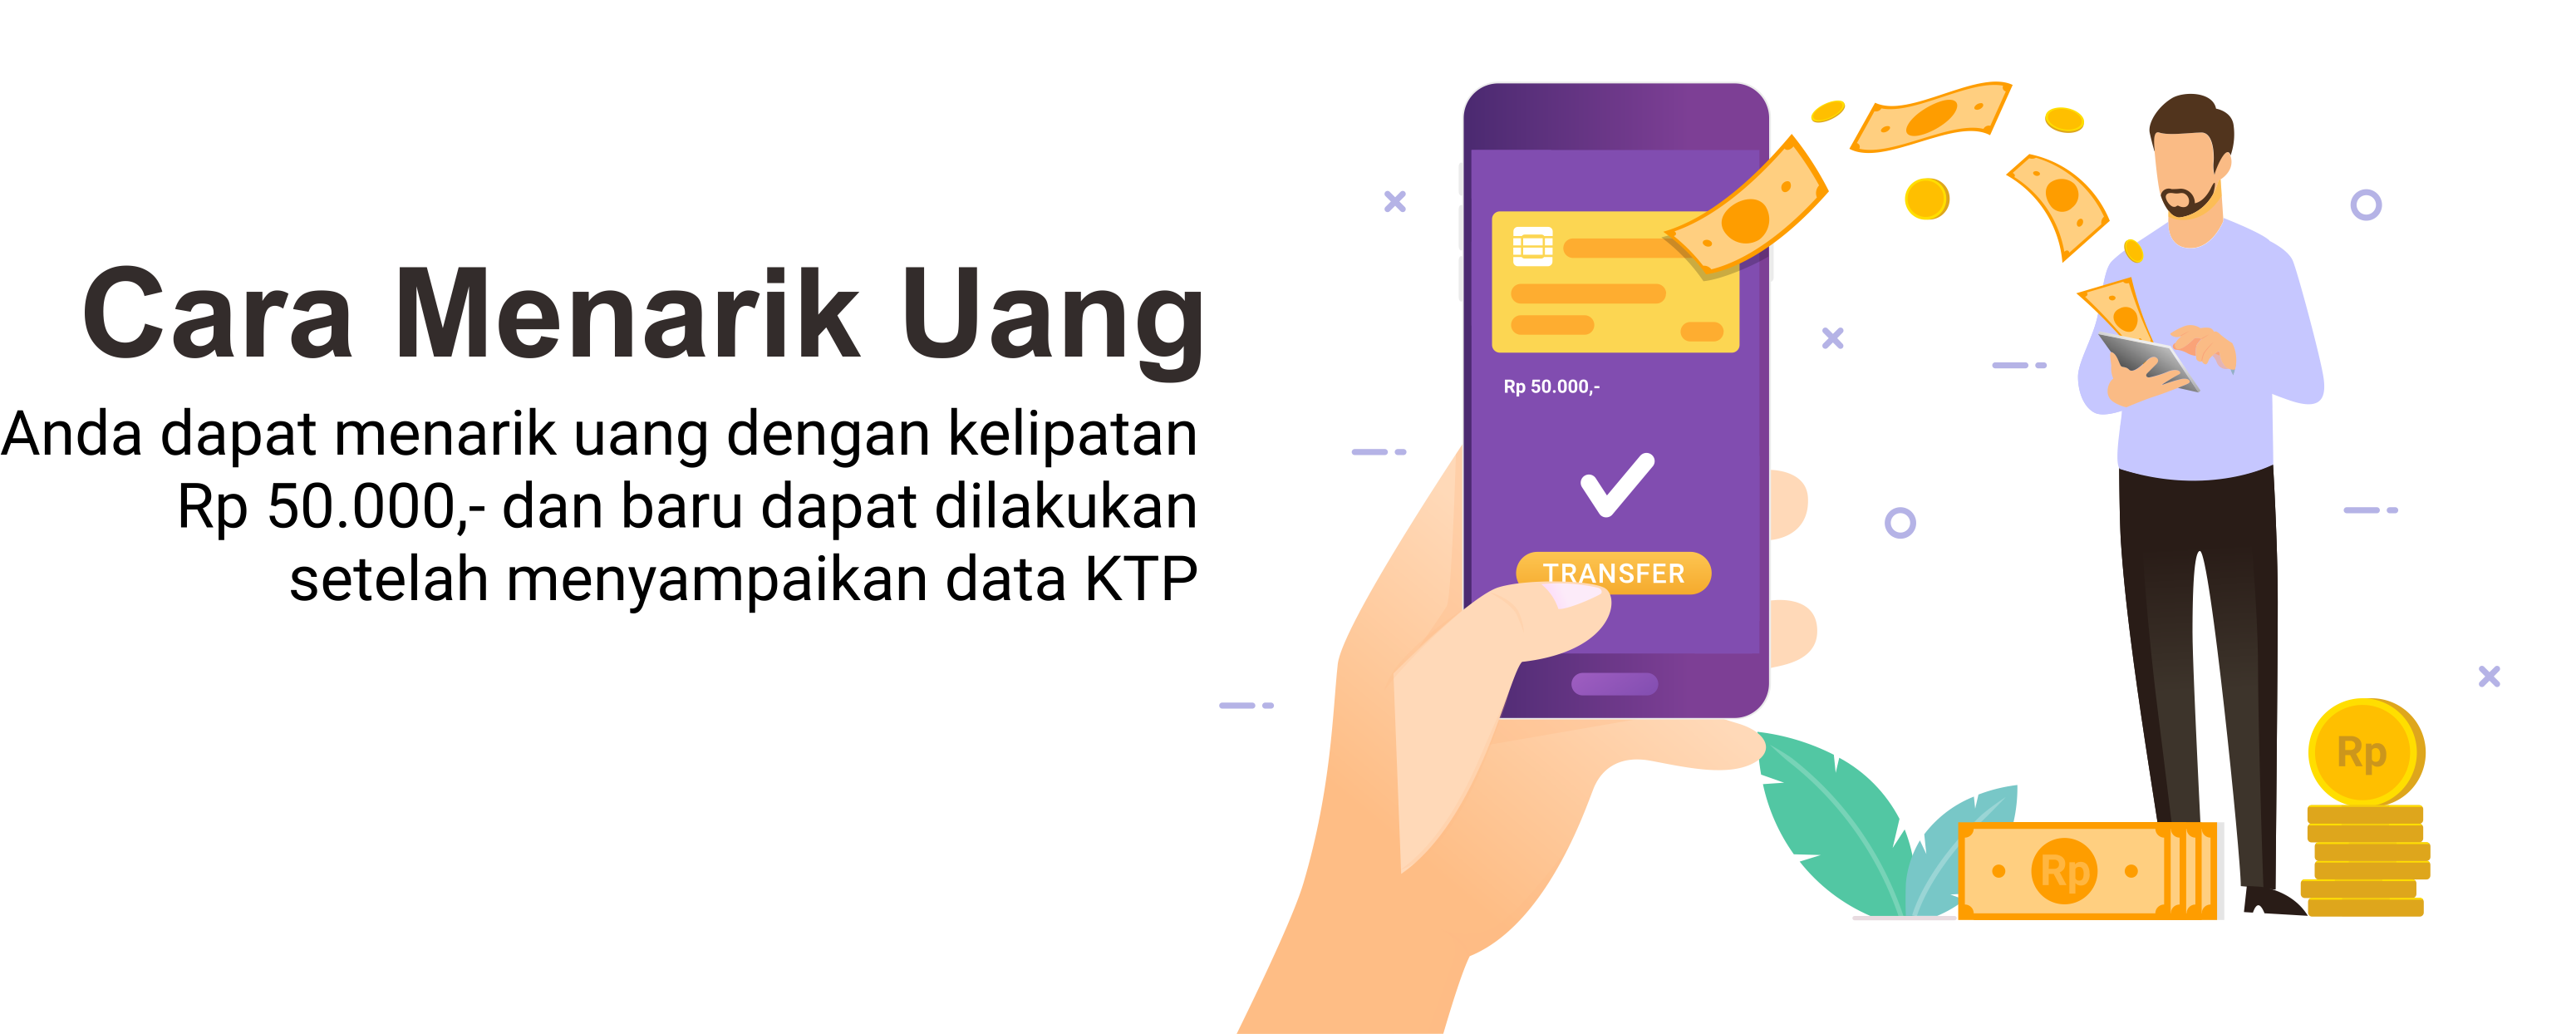 Cara Menarik Uang
Anda dapat menarik uang dengan kelipatan
Rp 50.000,- dan baru dapat dilakukan
setelah menyampaikan data KTP
Rp 50.000,-
TRANSFER
Rp
Rp